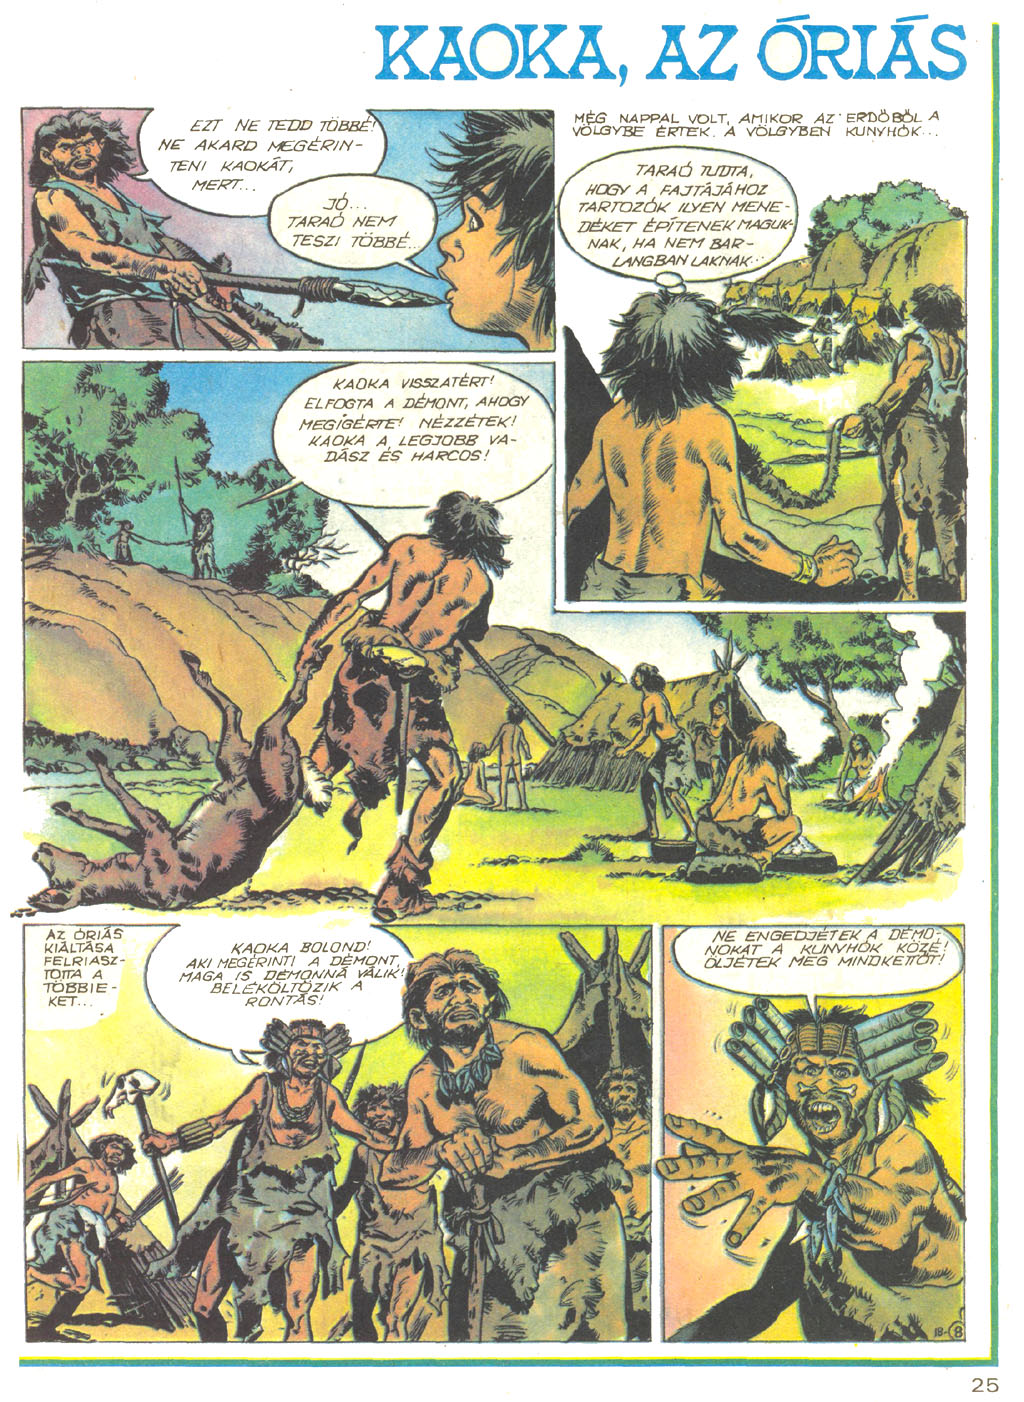 KAOKA, AZ ÓRIÁS
EZT NE TEDD TÖBBÉ!
NE AKARD MEGÉRIN-
TENI KAOKÁT,
MERT...
JÓ...
TARAÓ NEM
TESZI TÖBBÉ...
MÉG NAPPAL VOLT, AMIKOR AZ ERDŐBŐL A
VÖLGYBE ÉRTEK. A VÖLGYBEN KUNYHÓK...
TARAÓ TUDTA,
HOGY A FAJTÁJÁHOZ
TARTOZÓK ILYEN MENE-
DÉKET ÉPÍTENEK MAGUK-
NAK, HA NEM BAR-
LANGBAN LAKNAK...
KAOKA VISSZATÉRT!
ELFOGTA A DÉMONT, AHOGY
MEGIGÉRTE! NÉZZÉTEK!
KAOKA A LEGJOBB VA-
DÁSZ ÉS HARCOS!
AZ ÓRIÁS
KIÁLTÁSA
FELRIASZ-
TOTTA A
TÖBBIE-
KET...
KAOKA BOLOND!
AKI MEGÉRINTI A DÉMONT,
MAGA IS DÉMONNÁ VÁLIK!
BELÉKÖLTÖZIK A
RONTÁS!
NE ENGEDJÉTEK A DÉMO-
NOKAT A KUNYHÓK KÖZÉ!
ÖLJÉTEK MEG MINDKETTŐT!
18-8
25